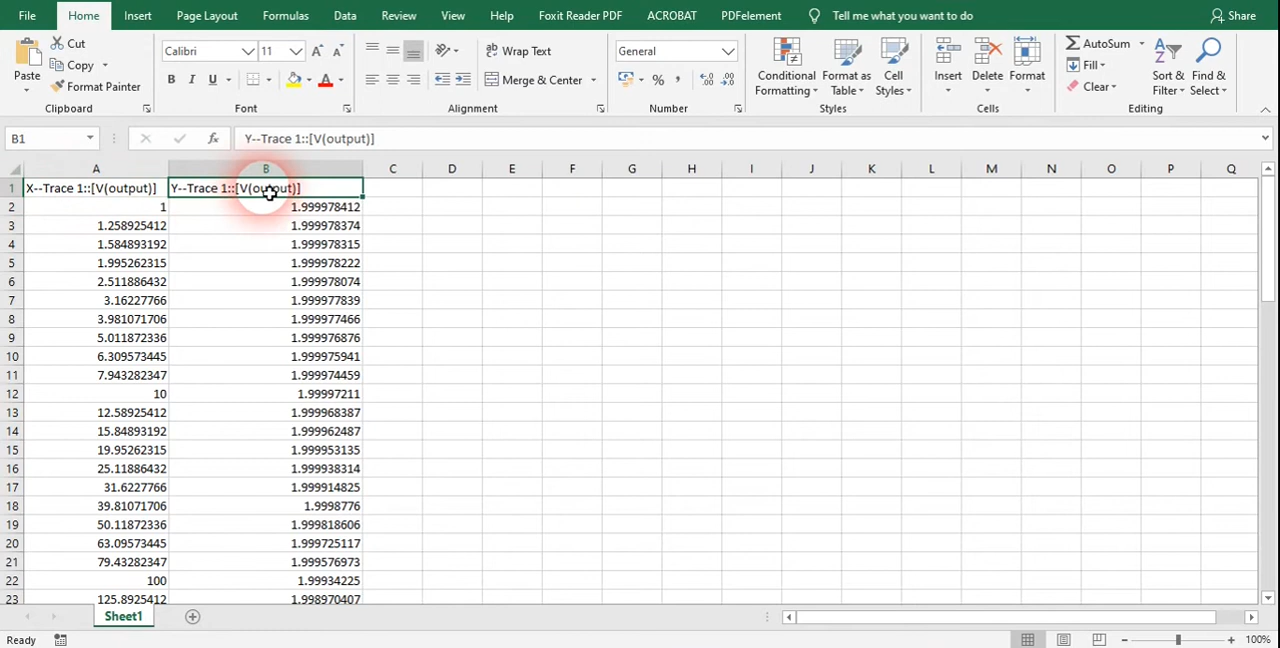 File Home Insert Page Layout Formulas Data Review View Help Foxit Reader PDF ACROBAT PDFelement Tell me what you want to do Share
Paste Cut Copy Format Painter Clipboard
Calibri 11 A A B I U A Font
ab Wrap Text Merge & Center Alignment
General % , .00 Number
Conditional Formatting Format as Table Cell Styles Styles
Insert Delete Format Cells
AutoSum Fill Clear Sort & Filter Find & Select Editing
B1 fx Y--Trace 1::[V(output)]
A B C D E F G H I J K L M N O P Q
1 X--Trace 1::[V(output)] Y--Trace 1::[V(output)]
2 1 1.999978412
3 1.258925412 1.999978374
4 1.584893192 1.999978315
5 1.995262315 1.999978222
6 2.511886432 1.999978074
7 3.16227766 1.999977839
8 3.981071706 1.999977466
9 5.011872336 1.999976876
10 6.309573445 1.999975941
11 7.943282347 1.999974459
12 10 1.99997211
13 12.58925412 1.999968387
14 15.84893192 1.999962487
15 19.95262315 1.999953135
16 25.11886432 1.999938314
17 31.6227766 1.999914825
18 39.81071706 1.9998776
19 50.11872336 1.999818606
20 63.09573445 1.999725117
21 79.43282347 1.999576973
22 100 1.99934225
23 125.8925412 1.998970407
Sheet1
Ready 100%